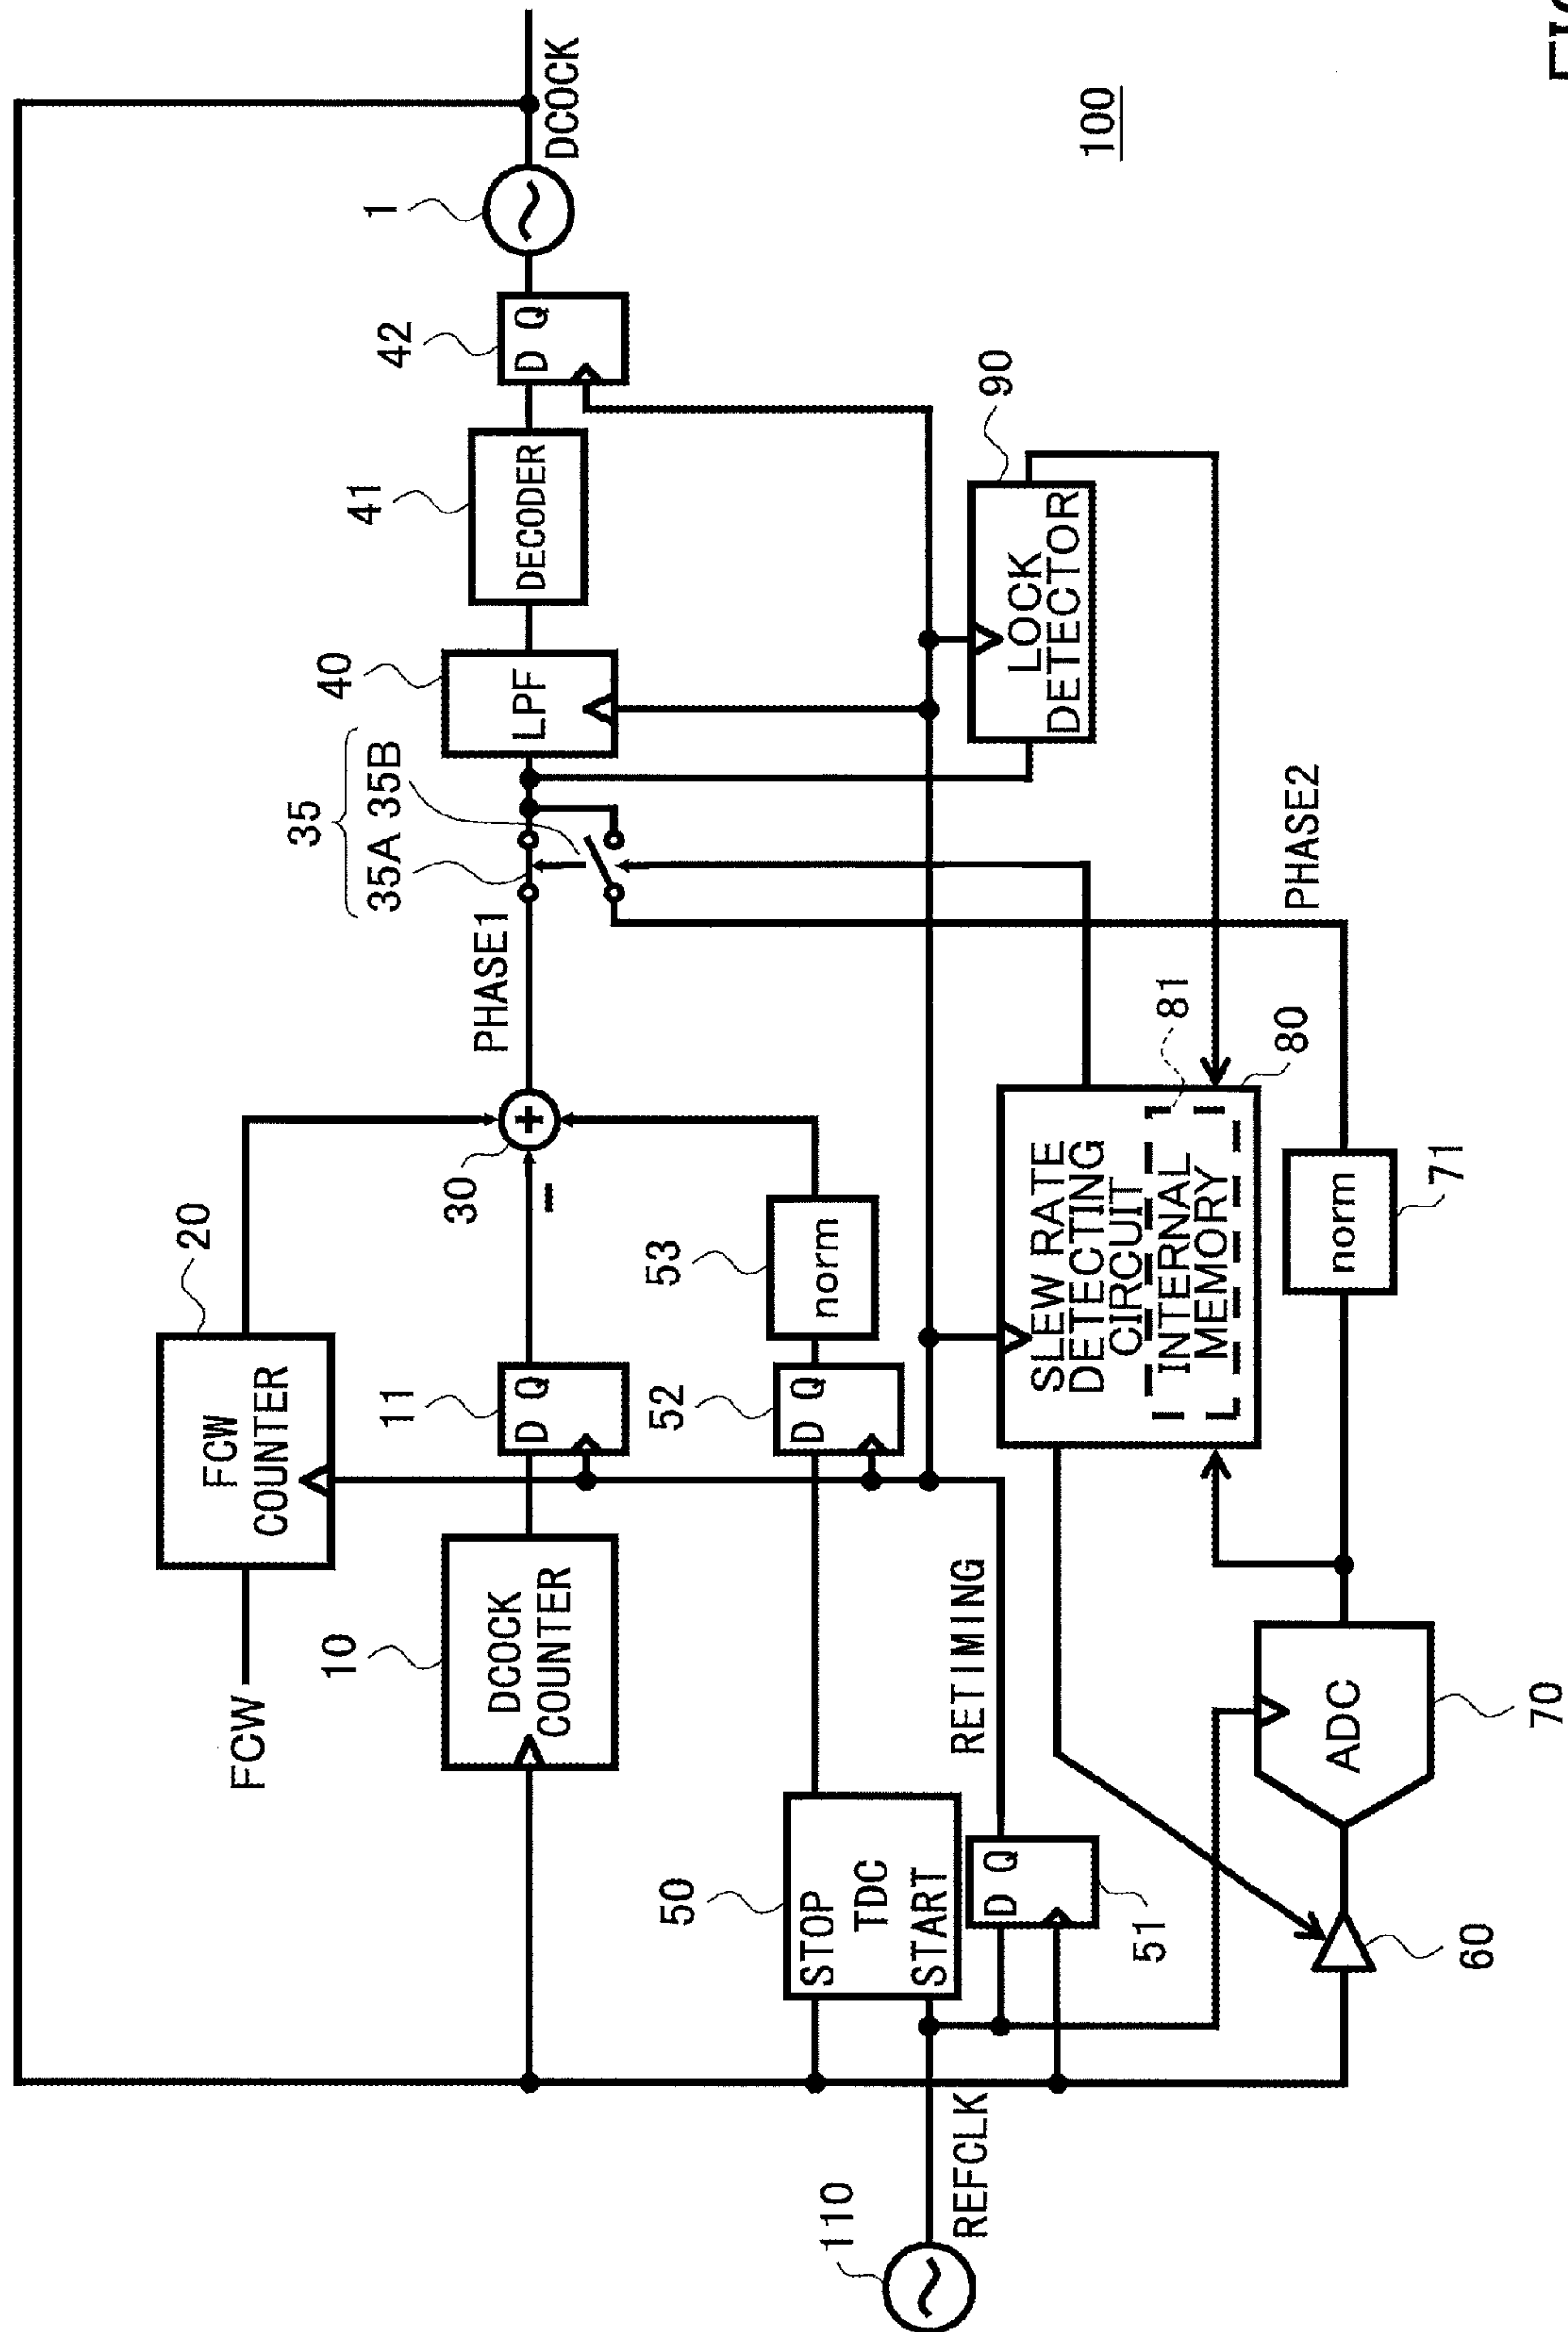 FIG
100
DCOCK
1
42
D Q
41
DECODER
40
LPF
35
35A 35B
PHASE1
90
LOCK
DETECTOR
PHASE2
30
+
−
20
FCW
COUNTER
FCW
11
D Q
10
DCOCK
COUNTER
53
norm
52
D Q
50
STOP
TDC
START
RETIMING
D Q
51
81
80
SLEW RATE
DETECTING
CIRCUIT
INTERNAL
MEMORY
71
norm
ADC
70
60
110
REFCLK